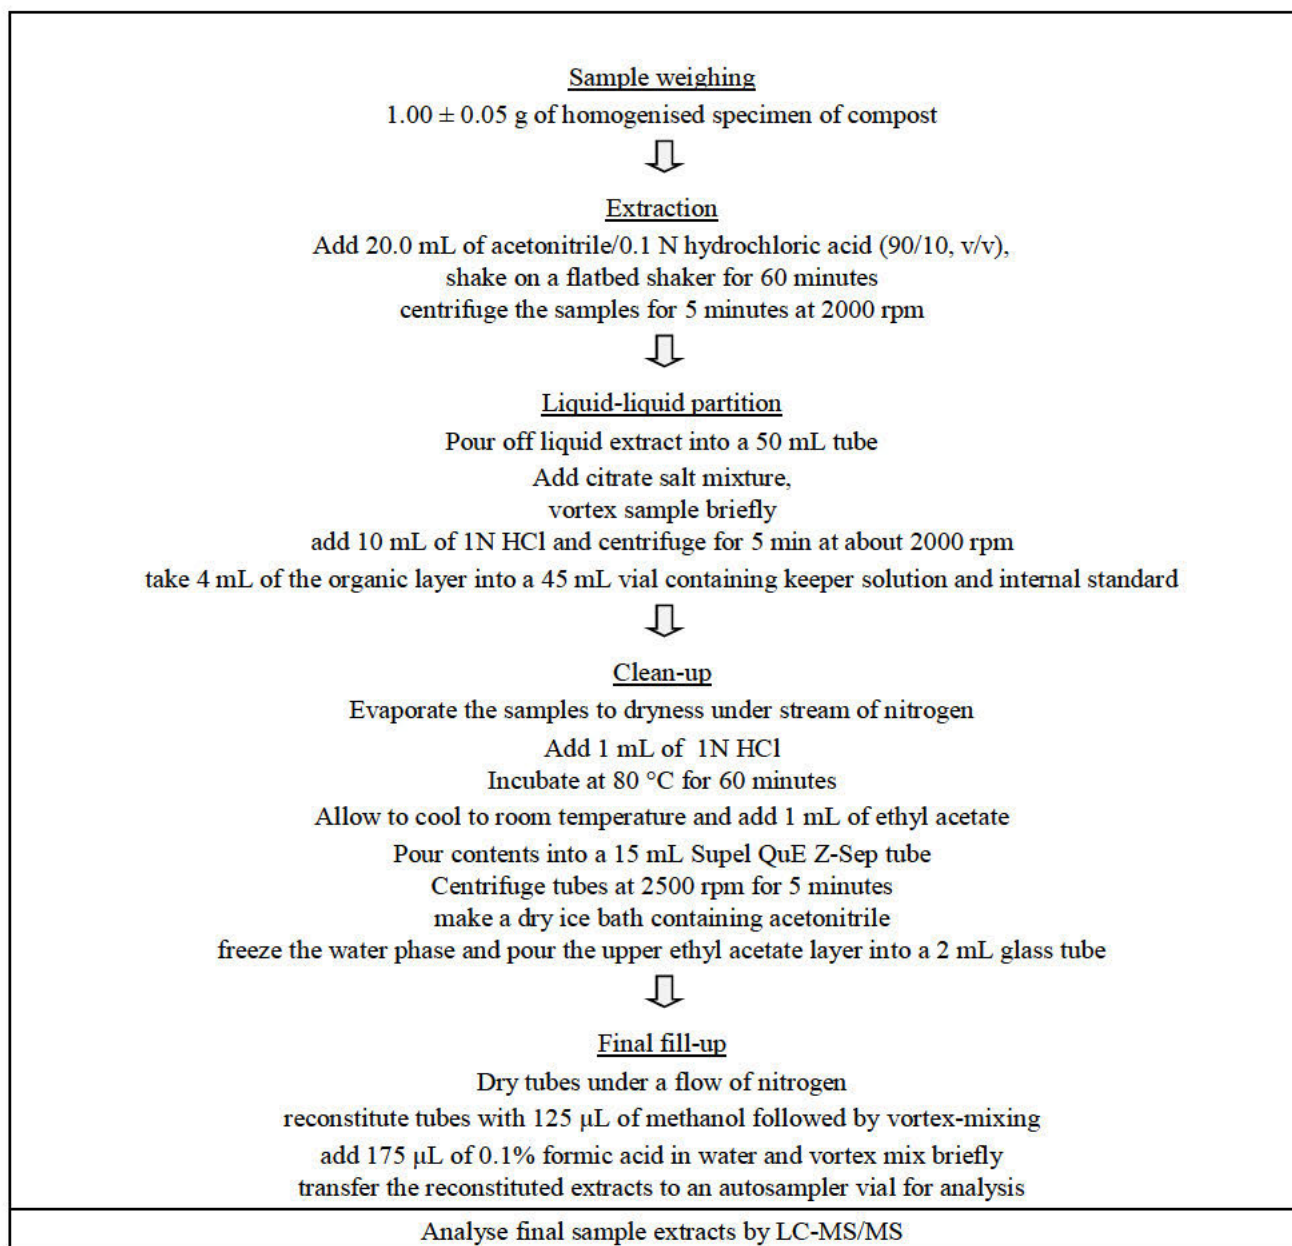 Sample weighing
1.00 ± 0.05 g of homogenised specimen of compost
Extraction
Add 20.0 mL of acetonitrile/0.1 N hydrochloric acid (90/10, v/v),
shake on a flatbed shaker for 60 minutes
centrifuge the samples for 5 minutes at 2000 rpm
Liquid-liquid partition
Pour off liquid extract into a 50 mL tube
Add citrate salt mixture,
vortex sample briefly
add 10 mL of 1N HCl and centrifuge for 5 min at about 2000 rpm
take 4 mL of the organic layer into a 45 mL vial containing keeper solution and internal standard
Clean-up
Evaporate the samples to dryness under stream of nitrogen
Add 1 mL of 1N HCl
Incubate at 80 °C for 60 minutes
Allow to cool to room temperature and add 1 mL of ethyl acetate
Pour contents into a 15 mL Supel QuE Z-Sep tube
Centrifuge tubes at 2500 rpm for 5 minutes
make a dry ice bath containing acetonitrile
freeze the water phase and pour the upper ethyl acetate layer into a 2 mL glass tube
Final fill-up
Dry tubes under a flow of nitrogen
reconstitute tubes with 125 µL of methanol followed by vortex-mixing
add 175 µL of 0.1% formic acid in water and vortex mix briefly
transfer the reconstituted extracts to an autosampler vial for analysis
Analyse final sample extracts by LC-MS/MS